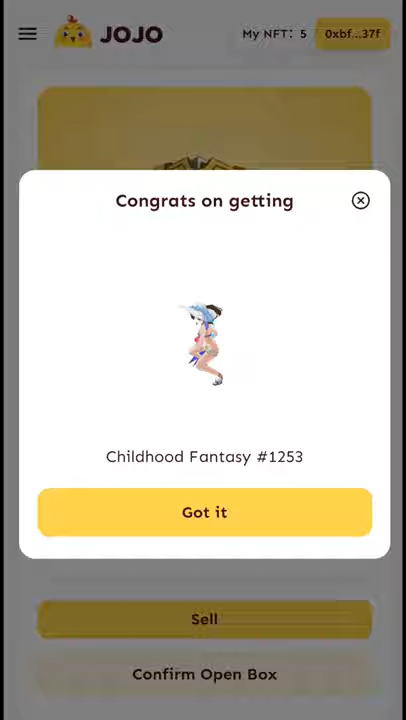 JOJO
My NFT: 5
0xbf...37f
Congrats on getting
Childhood Fantasy #1253
Got it
Sell
Confirm Open Box